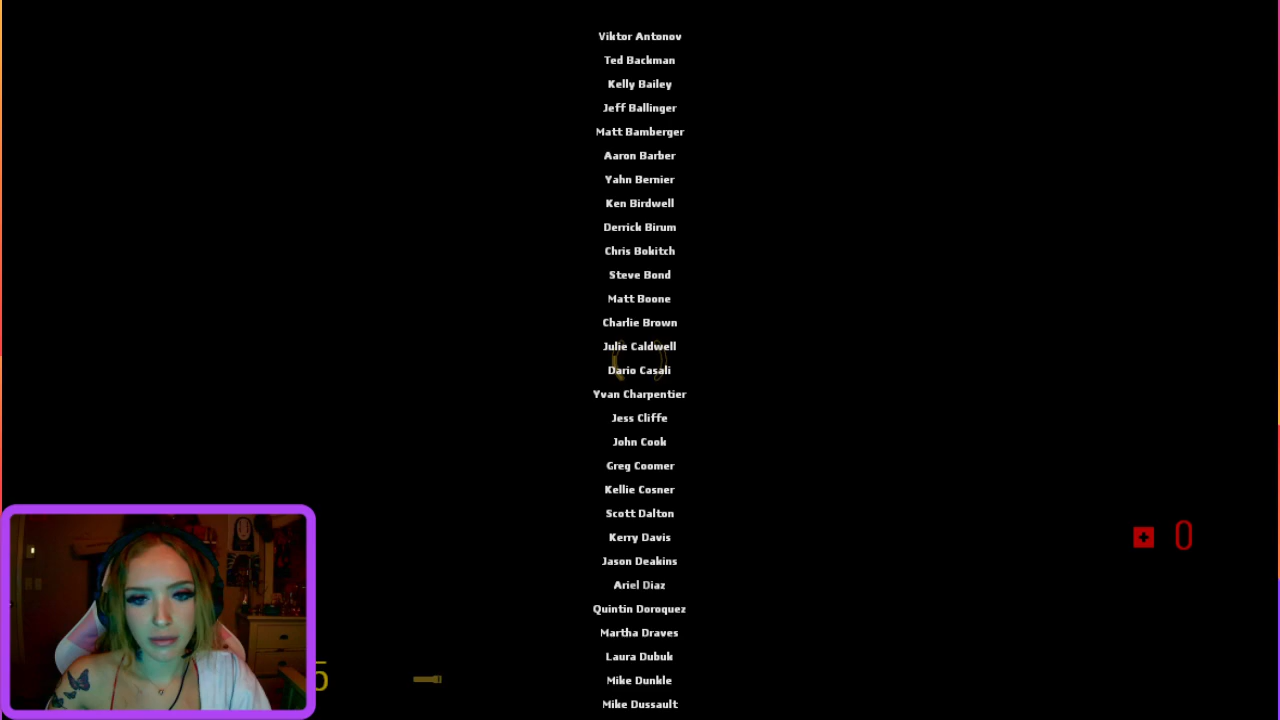 Viktor Antonov
Ted Backman
Kelly Bailey
Jeff Ballinger
Matt Bamberger
Aaron Barber
Yahn Bernier
Ken Birdwell
Derrick Birum
Chris Bokitch
Steve Bond
Matt Boone
Charlie Brown
Julie Caldwell
Dario Casali
Yvan Charpentier
Jess Cliffe
John Cook
Greg Coomer
Kellie Cosner
Scott Dalton
Kerry Davis
0
Jason Deakins
Ariel Diaz
Quintin Doroquez
Martha Draves
Laura Dubuk
5
Mike Dunkle
Mike Dussault